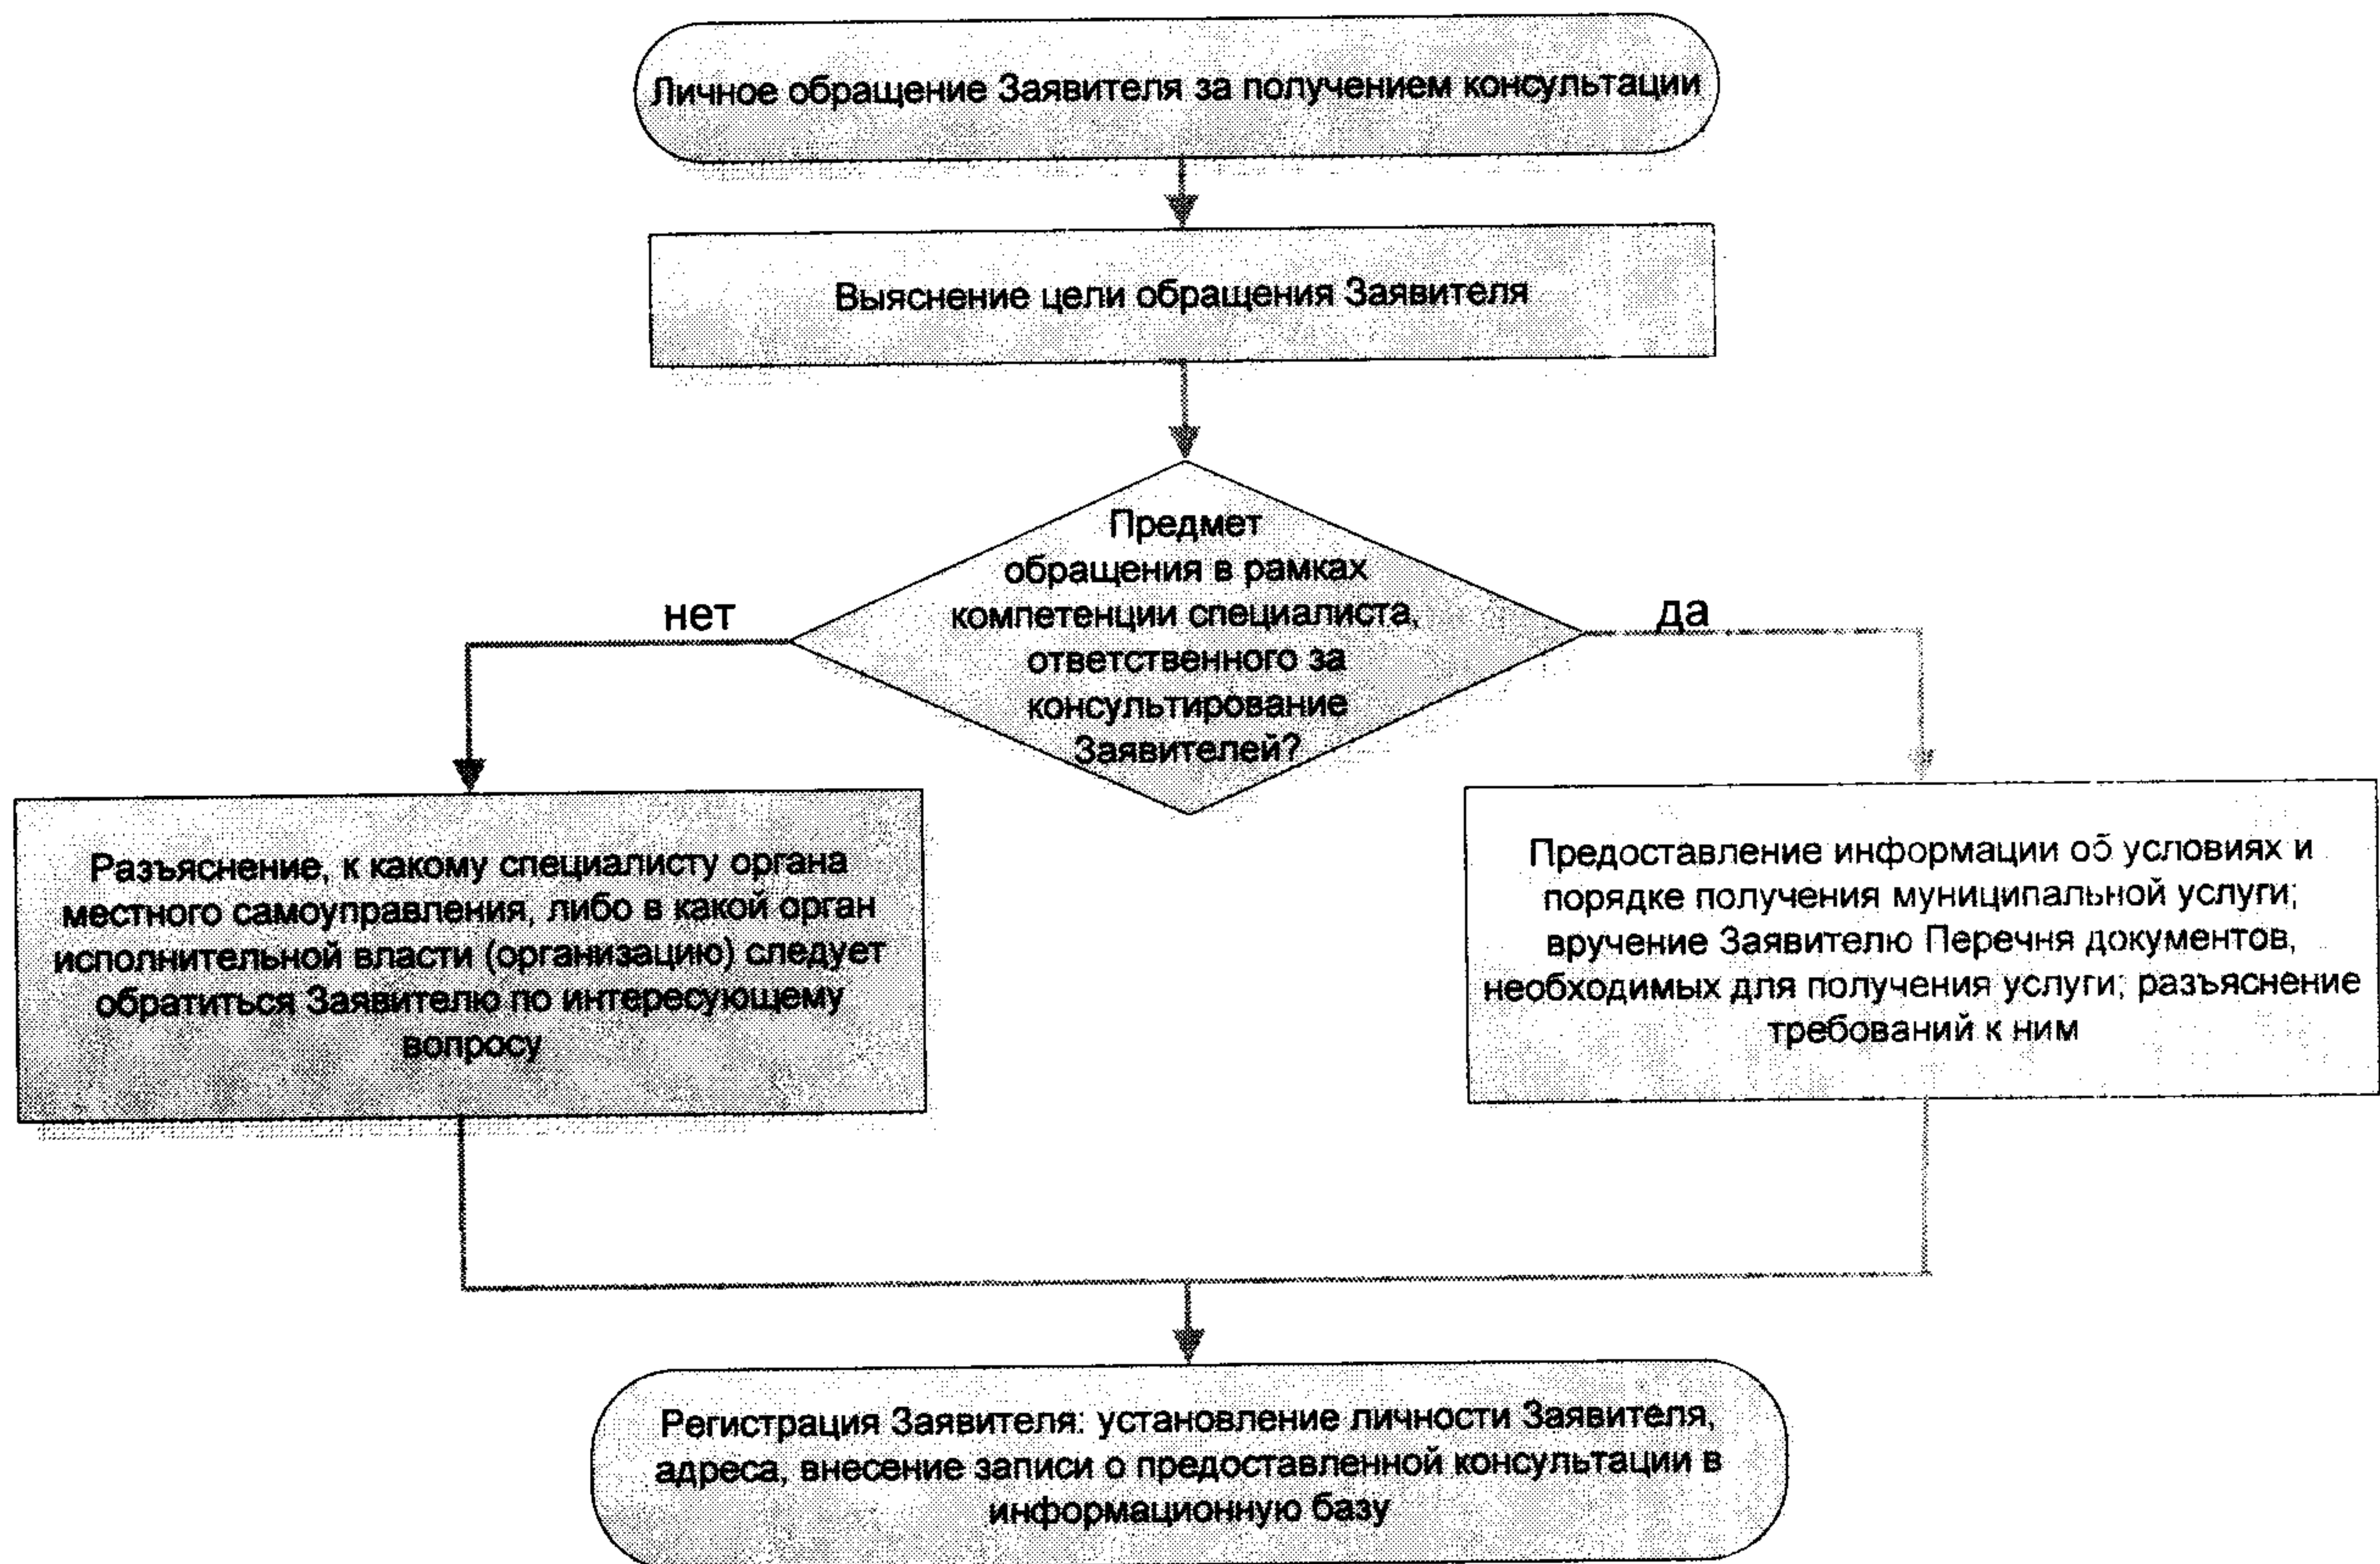 Личное обращение Заявителя за получением консультации
Выяснение цели обращения Заявителя
Предмет
обращения в рамках
компетенции специалиста,
ответственного за
консультирование
Заявителей?
нет
да
Разъяснение, к какому специалисту органа
местного самоуправления, либо в какой орган
исполнительной власти (организацию) следует
обратиться Заявителю по интересующему
вопросу
Предоставление информации об условиях и
порядке получения муниципальной услуги;
вручение Заявителю Перечня документов,
необходимых для получения услуги; разъяснение
требований к ним
Регистрация Заявителя: установление личности Заявителя,
адреса, внесение записи о предоставленной консультации в
информационную базу